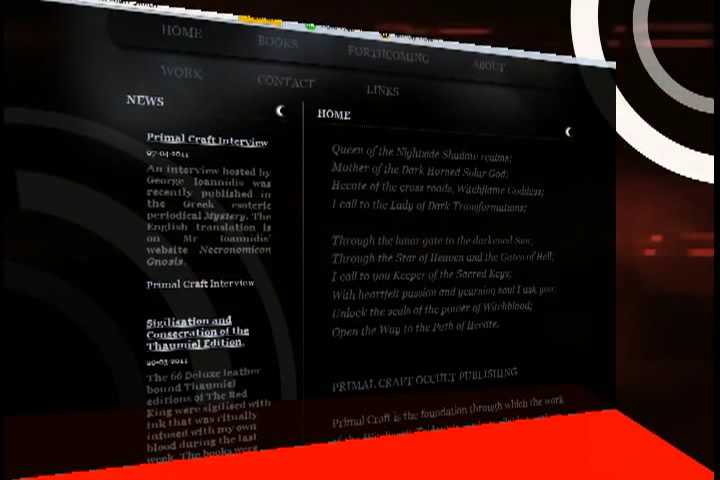 HOME
BOOKS
FORTHCOMING
ABOUT
WORK
CONTACT
LINKS
NEWS
Primal Craft Interview
07-04-2011
An interview hosted by
George Ioannidis was
recently published in
the Greek esoteric
periodical Mystery. The
English translation is
on Mr Ioannidis'
website Necronomicon
Gnosis.
Primal Craft Interview
Sigilisation and
Consecration of the
Thaumiel Edition.
20-03-2011
The 66 Deluxe leather
bound Thaumiel
editions of The Red
King were sigilised with
ink that was ritually
infused with my own
blood during the last
week. The books were
HOME
Queen of the Nightside Shadow realms;
Mother of the Dark Horned Solar God;
Hecate of the cross roads, Witchflame Goddess;
I call to the Lady of Dark Transformations;
Through the lunar gate to the darkened Sun;
Through the Star of Heaven and the Gates of Hell;
I call to you Keeper of the Sacred Keys;
With heartfelt passion and yearning soul I ask you:
Unlock the seals of the power of Witchblood;
Open the Way to the Path of Hecate.
PRIMAL CRAFT OCCULT PUBLISHING
Primal Craft is the foundation through which the work